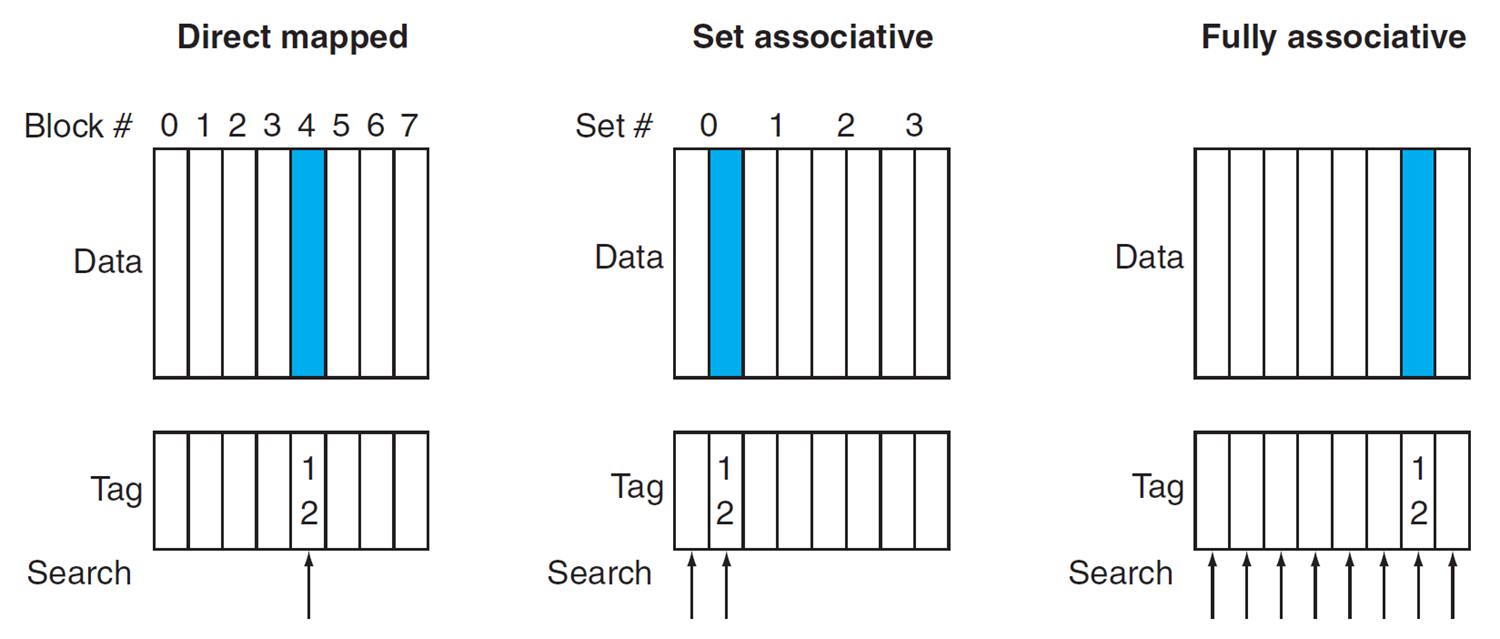 Direct mapped
Set associative
Fully associative
Block # 0 1 2 3 4 5 6 7
Set # 0 1 2 3
Data
Data
Data
Tag
1
2
Tag
1
2
Tag
1
2
Search
Search
Search